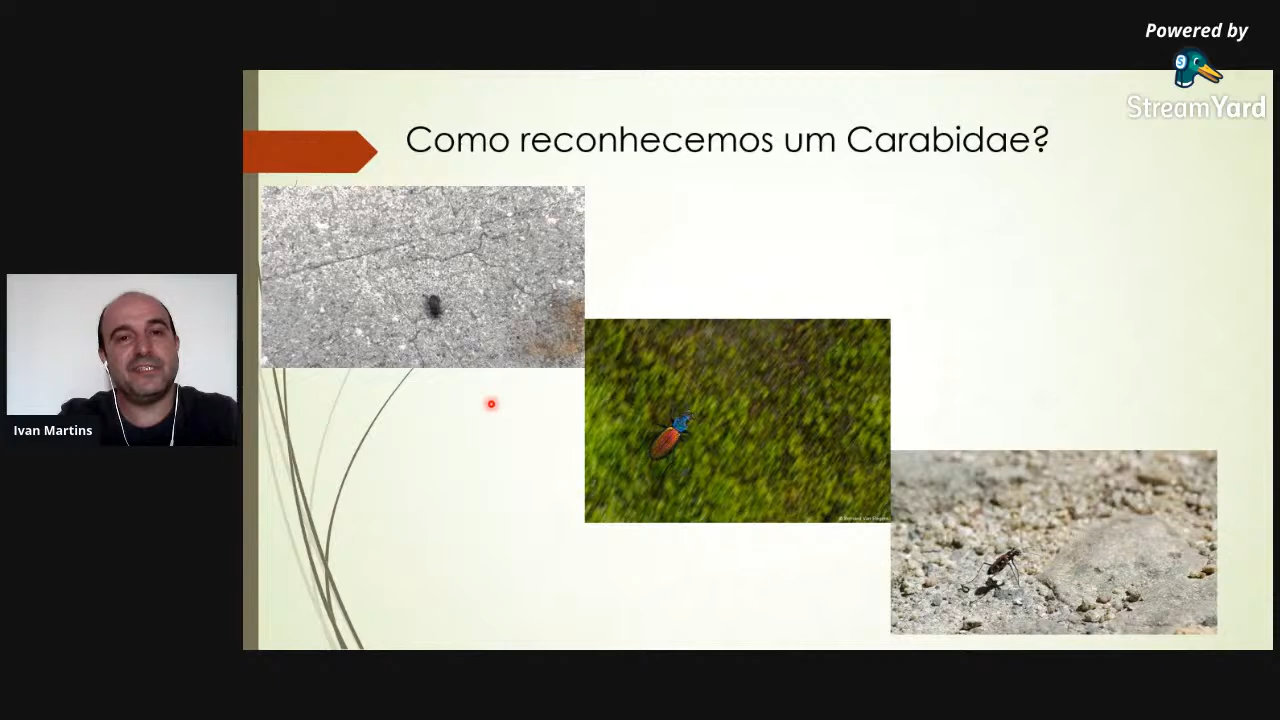 Powered by
StreamYard
Como reconhecemos um Carabidae?
Ivan Martins